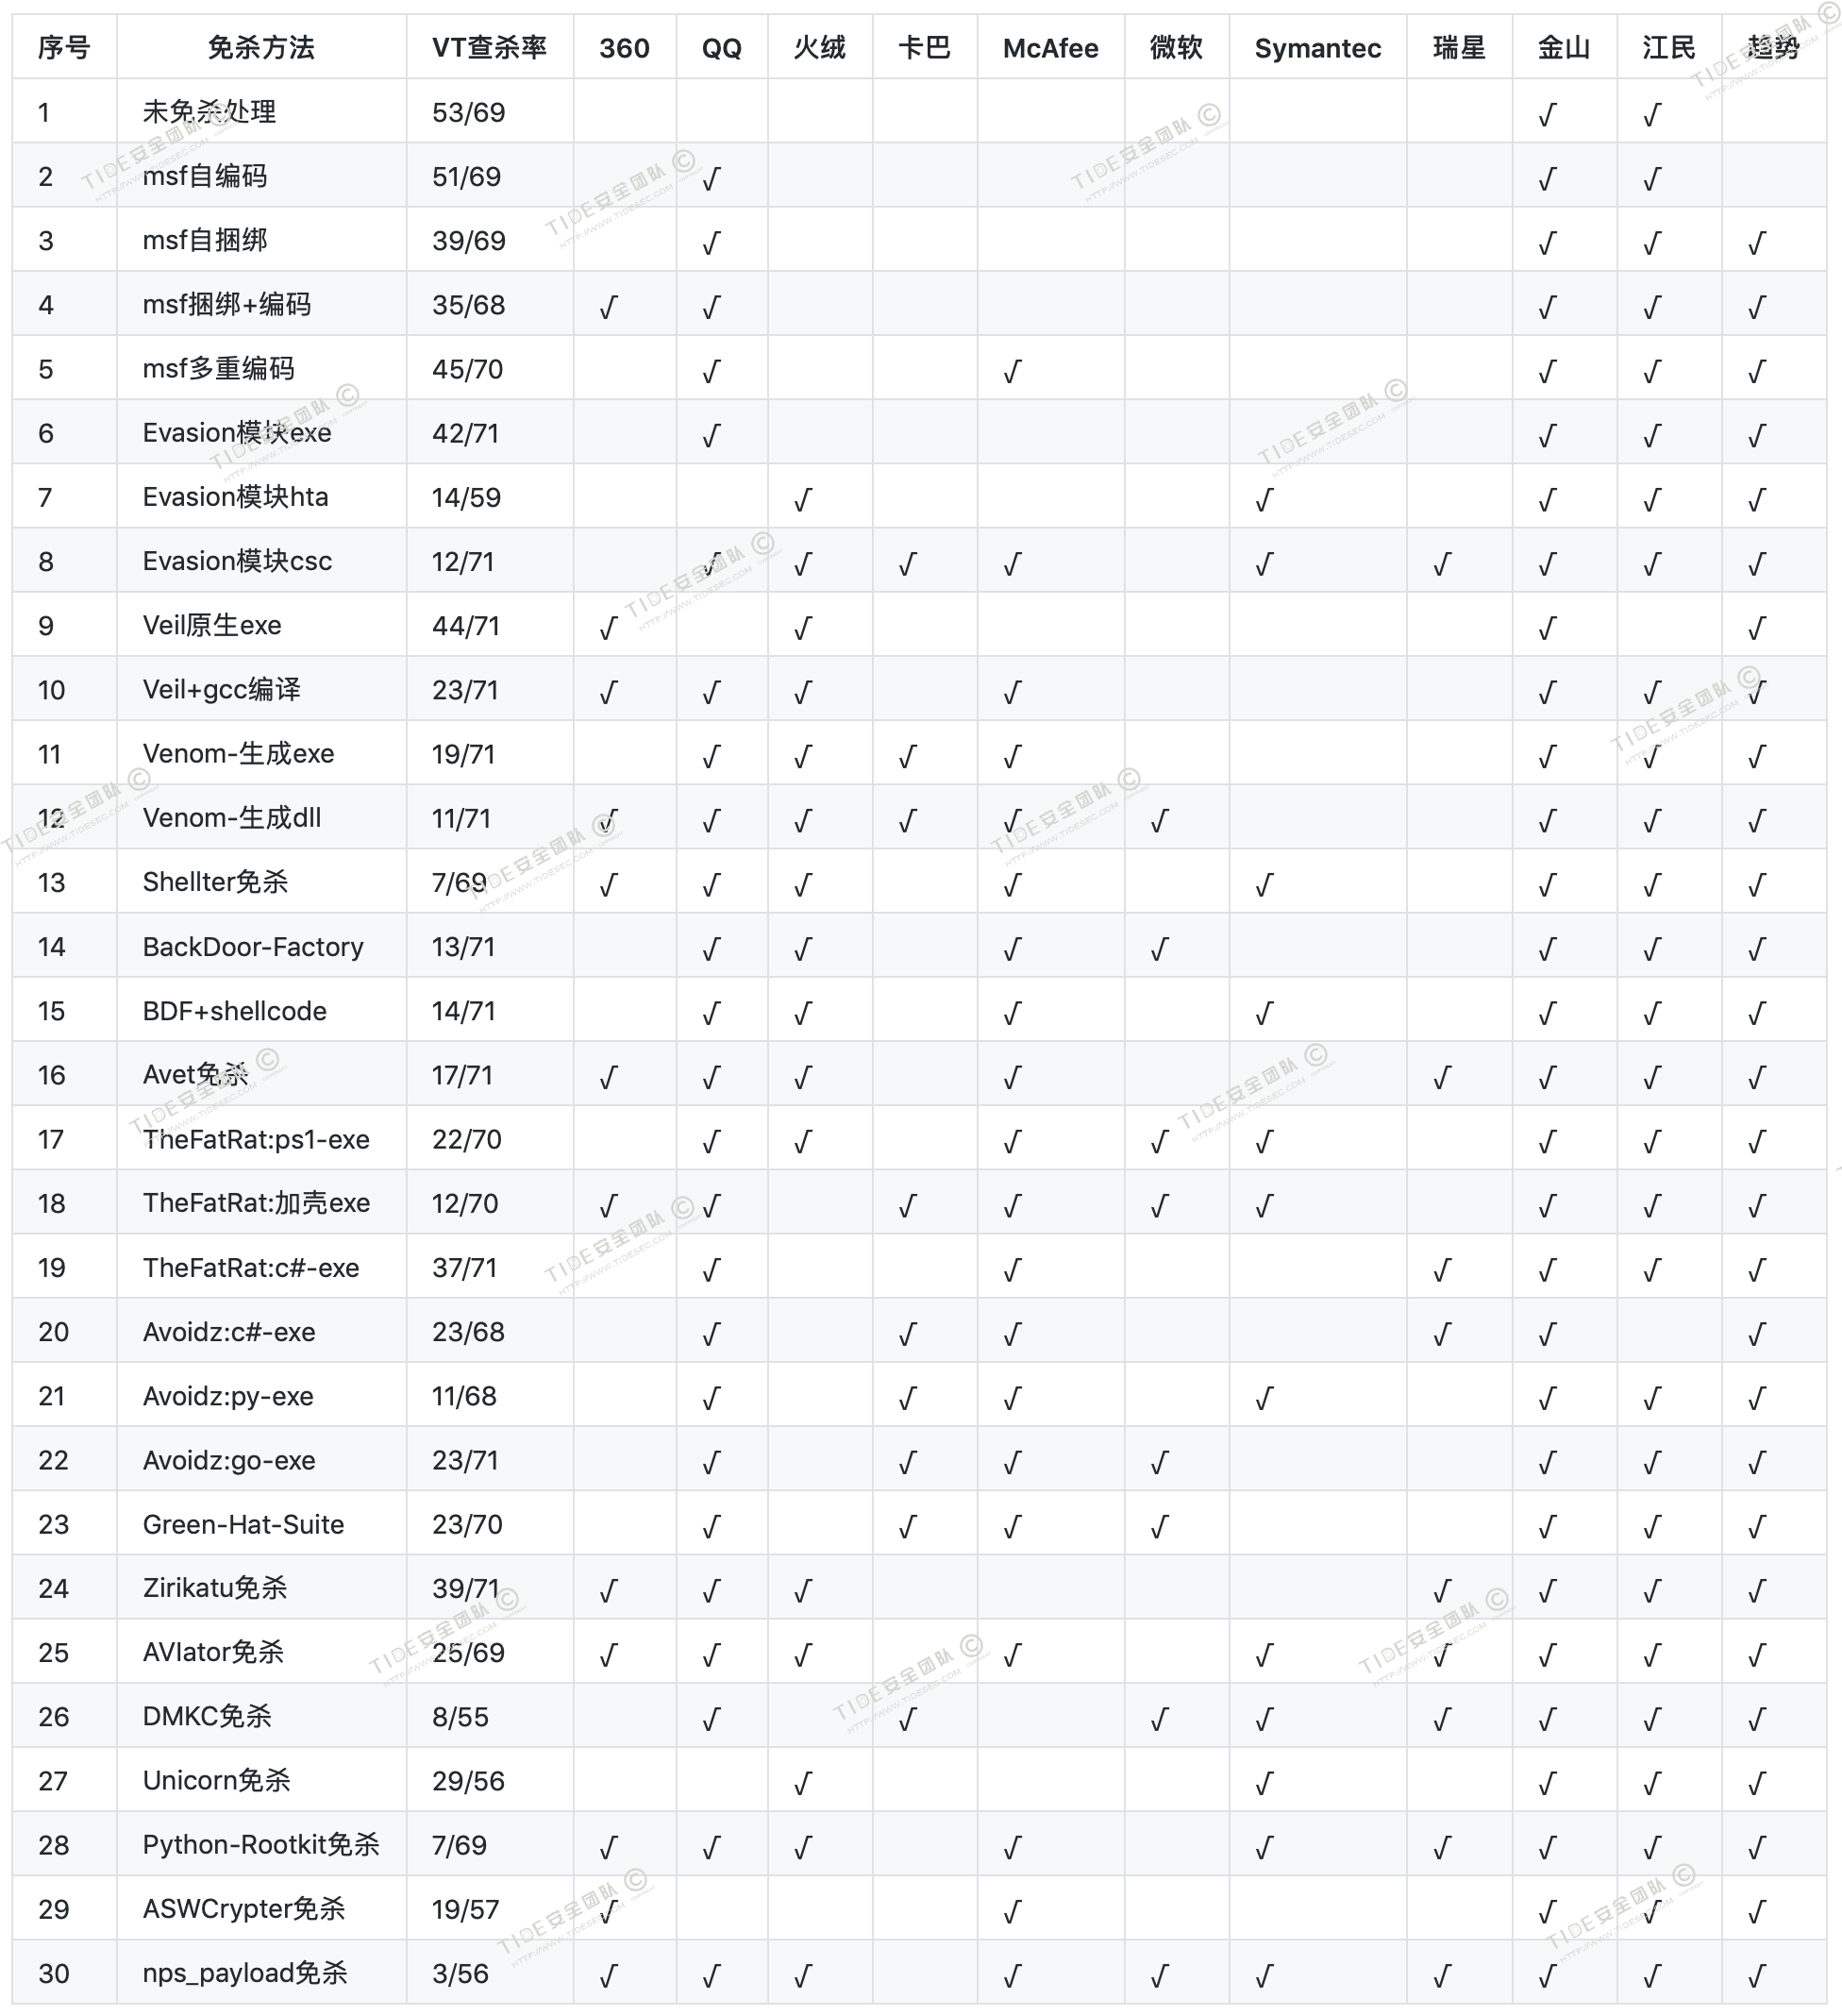 序号 免杀方法 VT查杀率 360 QQ 火绒 卡巴 McAfee 微软 Symantec 瑞星 金山 江民 趋势
1 未免杀处理 53/69 √ √
2 msf自编码 51/69 √ √ √
3 msf自捆绑 39/69 √ √ √ √
4 msf捆绑+编码 35/68 √ √ √ √ √
5 msf多重编码 45/70 √ √ √ √ √
6 Evasion模块exe 42/71 √ √ √ √
7 Evasion模块hta 14/59 √ √ √ √ √
8 Evasion模块csc 12/71 √ √ √ √ √ √ √ √ √
9 Veil原生exe 44/71 √ √ √ √
10 Veil+gcc编译 23/71 √ √ √ √ √ √ √
11 Venom-生成exe 19/71 √ √ √ √ √ √ √
12 Venom-生成dll 11/71 √ √ √ √ √ √ √ √ √
13 Shellter免杀 7/69 √ √ √ √ √ √ √ √
14 BackDoor-Factory 13/71 √ √ √ √ √ √ √
15 BDF+shellcode 14/71 √ √ √ √ √ √ √
16 Avet免杀 17/71 √ √ √ √ √ √ √ √
17 TheFatRat:ps1-exe 22/70 √ √ √ √ √ √ √ √
18 TheFatRat:加壳exe 12/70 √ √ √ √ √ √ √ √ √
19 TheFatRat:c#-exe 37/71 √ √ √ √ √ √
20 Avoidz:c#-exe 23/68 √ √ √ √ √ √
21 Avoidz:py-exe 11/68 √ √ √ √ √ √ √
22 Avoidz:go-exe 23/71 √ √ √ √ √ √ √
23 Green-Hat-Suite 23/70 √ √ √ √ √ √ √
24 Zirikatu免杀 39/71 √ √ √ √ √ √ √
25 AVIator免杀 25/69 √ √ √ √ √ √ √ √ √
26 DMKC免杀 8/55 √ √ √ √ √ √ √ √
27 Unicorn免杀 29/56 √ √ √ √ √
28 Python-Rootkit免杀 7/69 √ √ √ √ √ √ √ √ √
29 ASWCrypter免杀 19/57 √ √ √ √ √
30 nps_payload免杀 3/56 √ √ √ √ √ √ √ √ √ √
TIDE安全团队 ©
HTTP://WWW.TIDESEC.COM